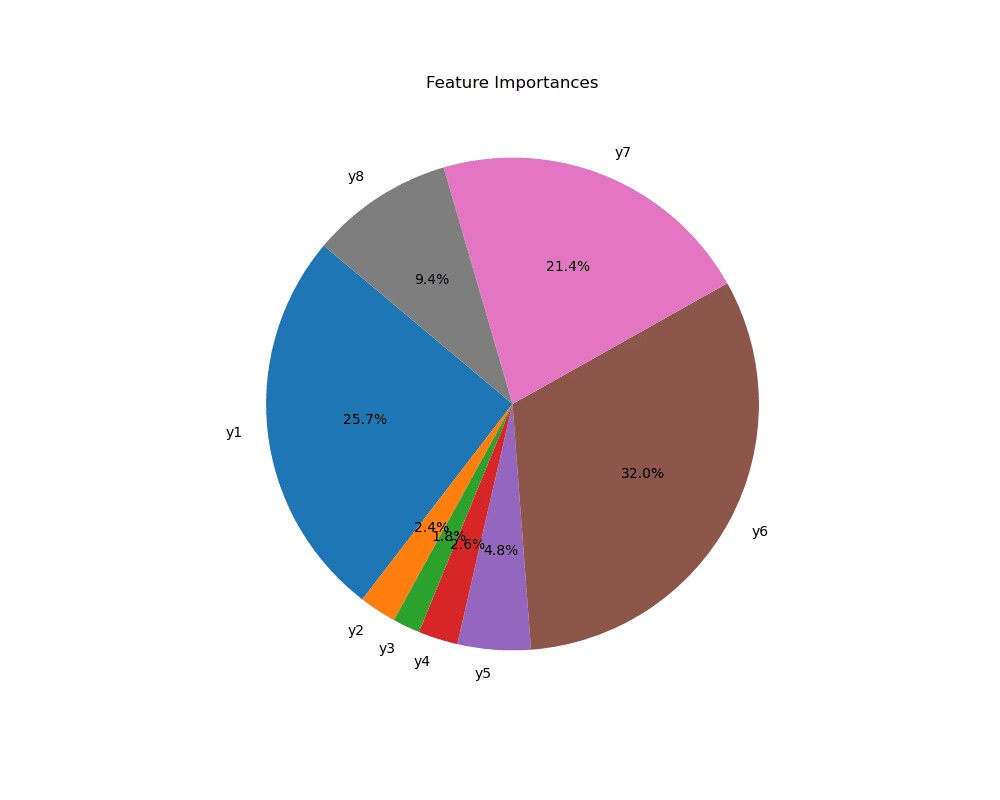 Feature Importances
y7
y8
21.4%
9.4%
25.7%
y1
32.0%
y6
2.4%
1.8%
2.6%
4.8%
y2
y3
y4
y5